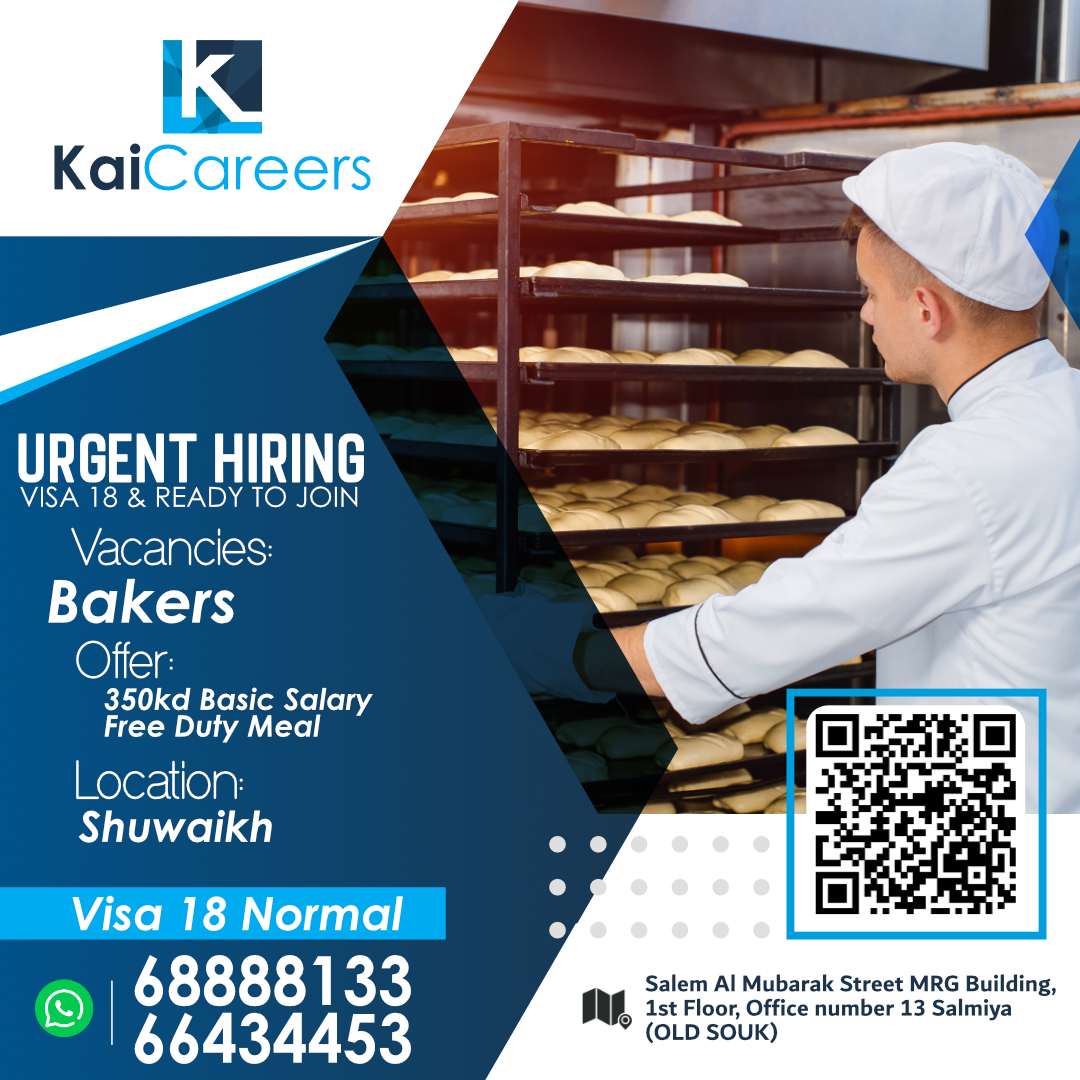 K
KaiCareers
URGENT HIRING
VISA 18 & READY TO JOIN
Vacancies:
Bakers
Offer:
350kd Basic Salary
Free Duty Meal
Location:
Shuwaikh
Visa 18 Normal
68888133
66434453
Salem Al Mubarak Street MRG Building,
1st Floor, Office number 13 Salmiya
(OLD SOUK)